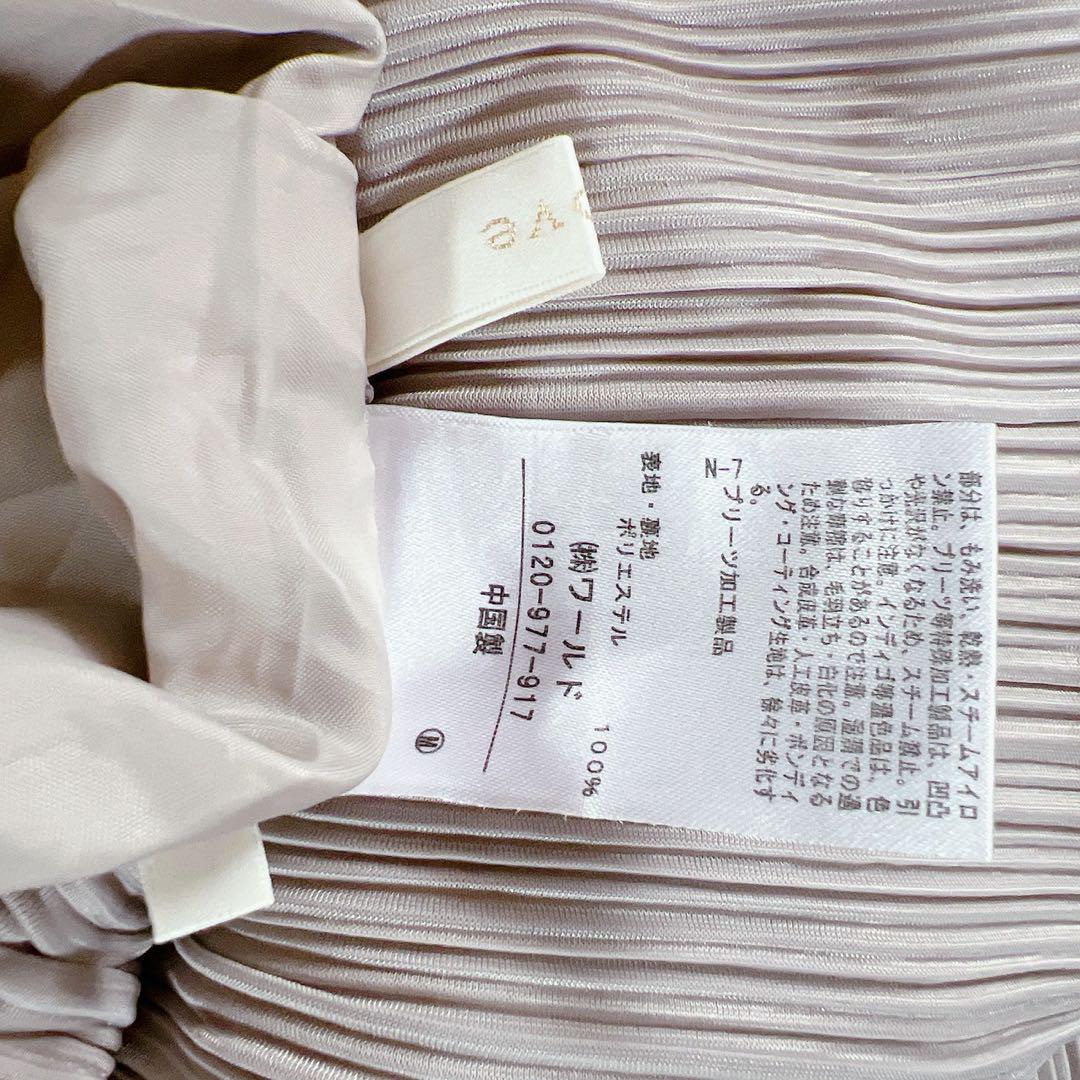 部分は、もみ洗い、乾熱・スチームアイロ
ン禁止。プリーツ等特殊加工製品は、凹凸
や光沢がなくなるため、スチーム禁止。引
っかけに注意。インディゴ等濃色品は、色
移りすることがあるので注意。湿潤での過
剰な摩擦は、毛羽立ち・白化の原因となる
ため注意。合成皮革・人工皮革・ボンディ
ング・コーティング生地は、徐々に劣化す
る。
プリーツ加工製品
表地・裏地
ポリエステル 100%
㈱ワールド
0120-977-917
中国製
Ⓜ